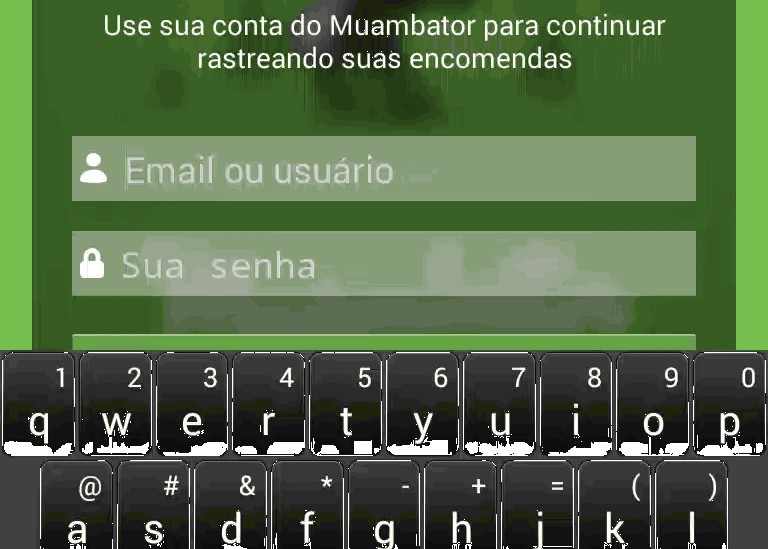 Use sua conta do Muambator para continuar
rastreando suas encomendas
Email ou usuário
Sua senha
1 2 3 4 5 6 7 8 9 0
q w e r t y u i o p
@ # & * - + = ( )
a s d f g h j k l